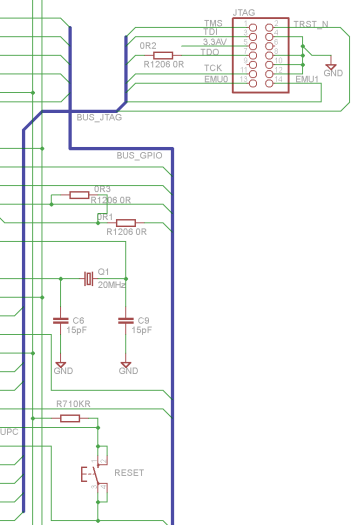 JTAG
TMS
TRST_N
TDI
0R2
3.3AV
TDO
R1206 0R
TCK
GND
EMU0
EMU1
BUS_JTAG
BUS_GPIO
0R3
R1206 0R
0R1
R1206 0R
Q1
20MHz
C6
C9
15pF
15pF
GND
GND
R710KR
UPC
RESET